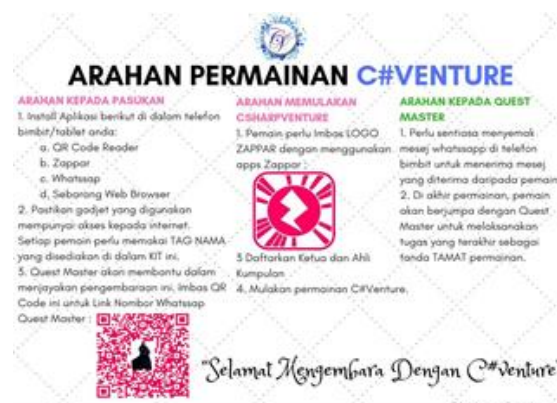 CV
ARAHAN PERMAINAN C#VENTURE
ARAHAN KEPADA PASUKAN
1. Install Aplikasi berikut di dalam telefon
bimbit/tablet anda:
a. QR Code Reader
b. Zappar
c. Whatssap
d. Sebarang Web Browser
2. Pastikan gadjet yang digunakan
mempunyai akses kepada internet.
Setiap pemain perlu memakai TAG NAMA
yang disediakan di dalam KIT ini.
3. Quest Master akan membantu dalam
menjayakan pengembaraan ini, Imbas QR
Code ini untuk Link Nombor Whatssap
Quest Master :
ARAHAN MEMULAKAN
CSHARPVENTURE
1. Pemain perlu Imbas LOGO
ZAPPAR dengan menggunakan
apps Zappar :
3 Daftarkan Ketua dan Ahli
Kumpulan
4. Mulakan permainan C#Venture.
ARAHAN KEPADA QUEST
MASTER
1. Perlu sentiasa menyemak
mesej whatsapp di telefon
bimbit untuk menerima mesej
yang diterima daripada pemain
2. Di akhir permainan, pemain
akan berjumpa dengan Quest
Master untuk melaksanakan
tugas yang terakhir sebagai
tanda TAMAT permainan.
"Selamat Mengembara Dengan C#venture